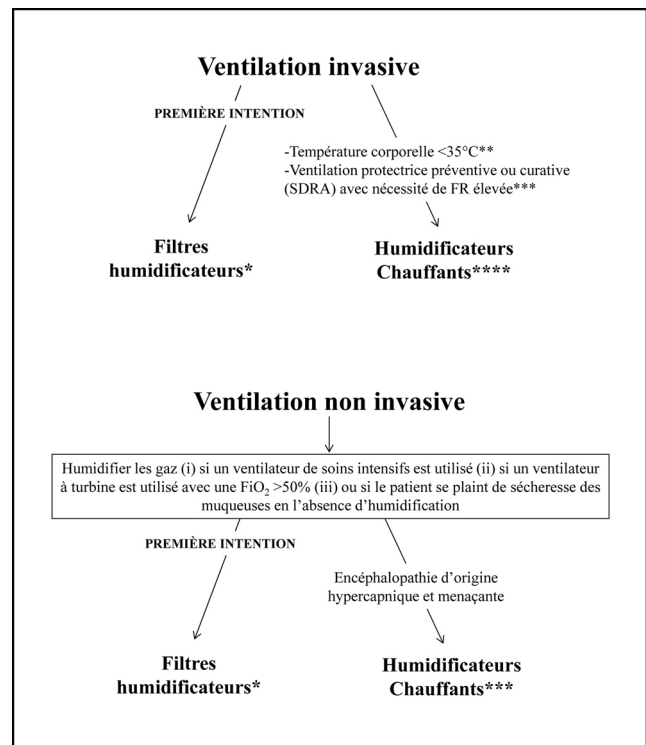 Ventilation invasive
PREMIÈRE INTENTION
-Température corporelle <35°C**
-Ventilation protectrice préventive ou curative
(SDRA) avec nécessité de FR élevée***
Filtres
humidificateurs*
Humidificateurs
Chauffants****
Ventilation non invasive
Humidifier les gaz (i) si un ventilateur de soins intensifs est utilisé (ii) si un ventilateur
à turbine est utilisé avec une FiO₂ >50% (iii) ou si le patient se plaint de sécheresse des
muqueuses en l’absence d’humidification
PREMIÈRE INTENTION
Encéphalopathie d’origine
hypercapnique et menaçante
Filtres
humidificateurs*
Humidificateurs
Chauffants***